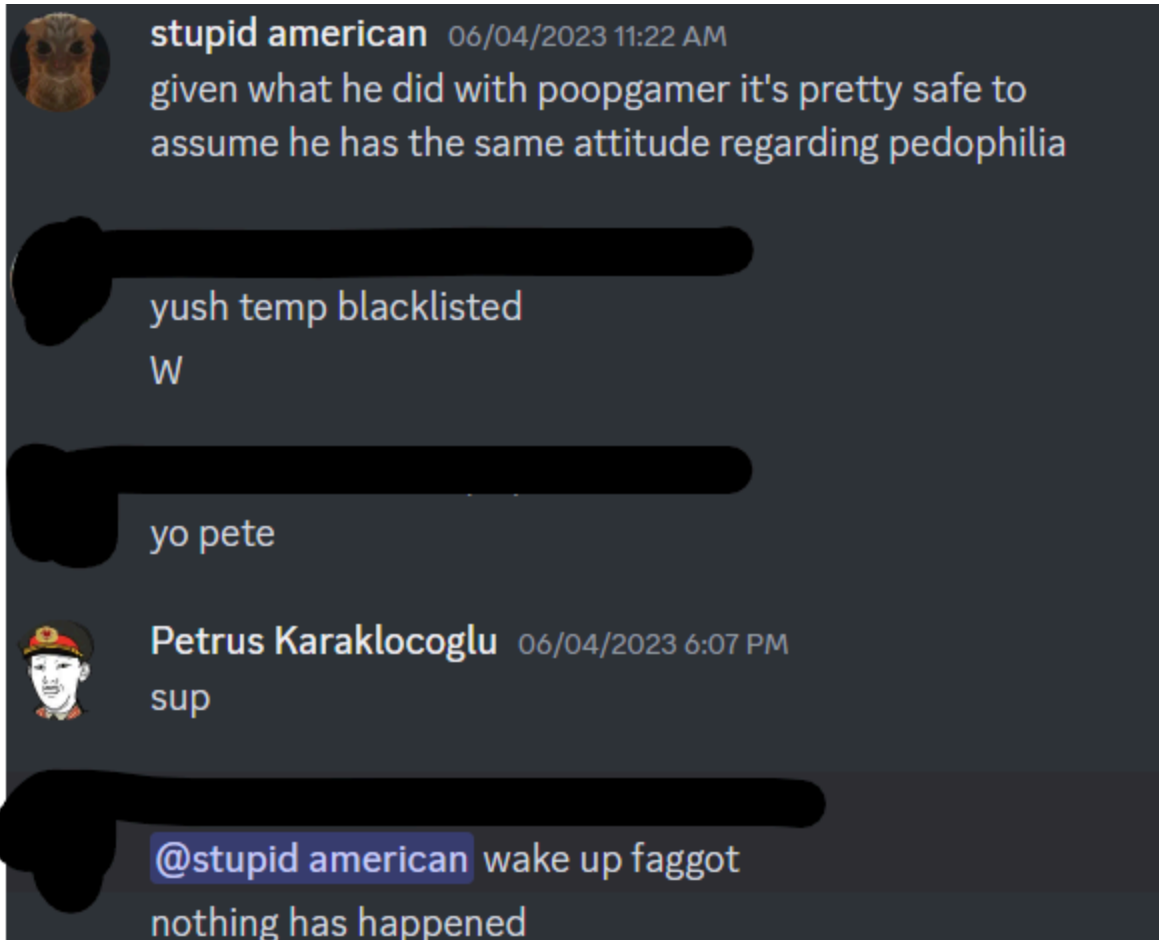 stupid american 06/04/2023 11:22 AM
given what he did with poopgamer it's pretty safe to
assume he has the same attitude regarding pedophilia
yush temp blacklisted
W
yo pete
Petrus Karaklocoglu 06/04/2023 6:07 PM
sup
@stupid american wake up faggot
nothing has happened